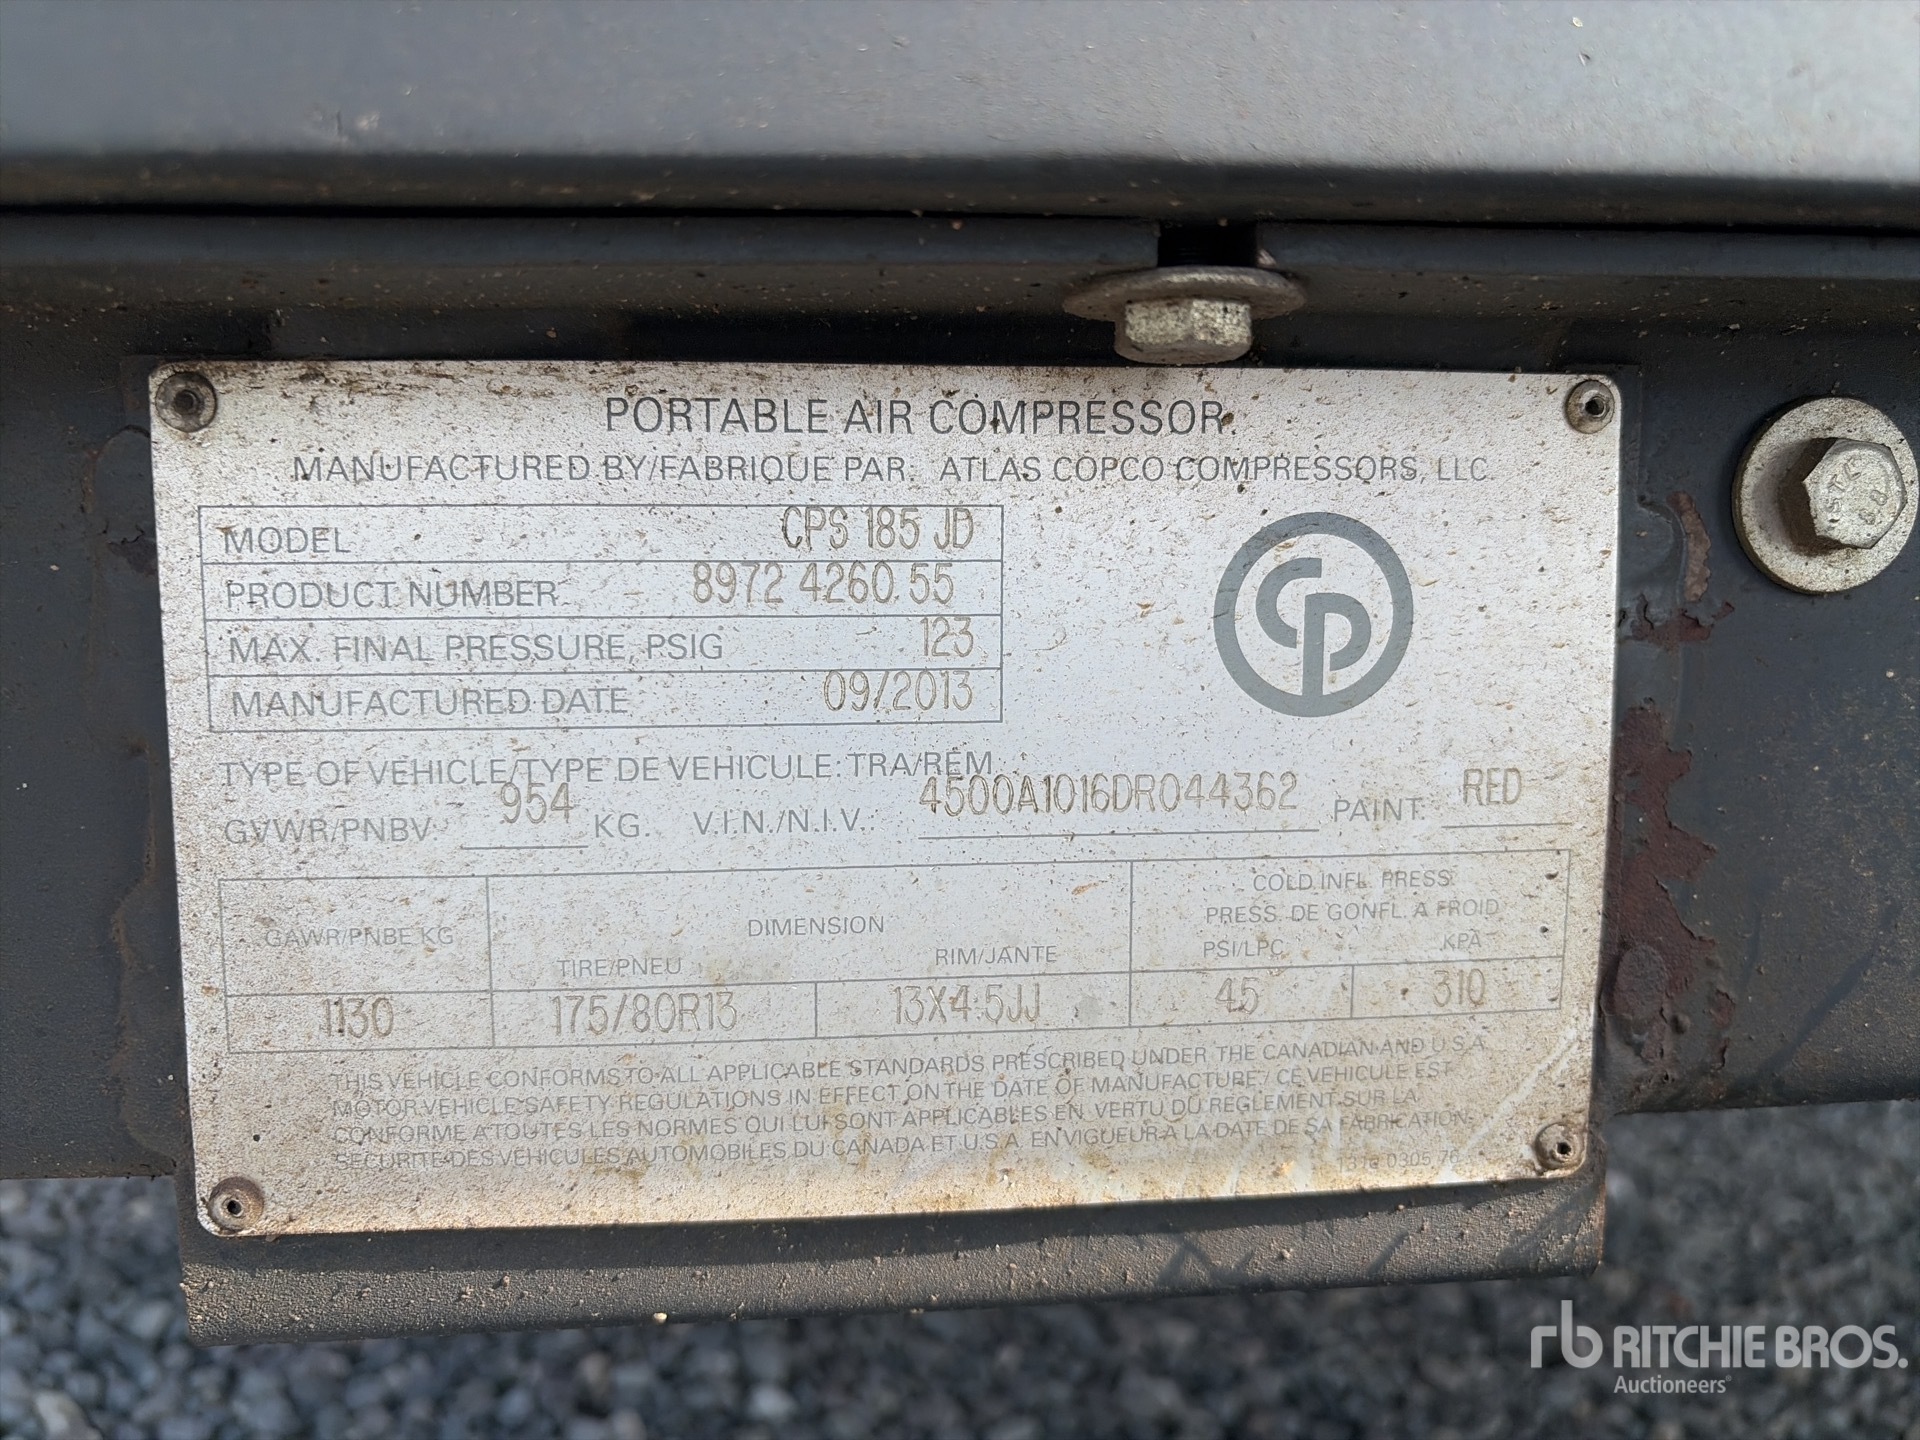 PORTABLE AIR COMPRESSOR
MANUFACTURED BY/FABRIQUE PAR: ATLAS COPCO COMPRESSORS, LLC
MODEL CPS 185 JD
PRODUCT NUMBER 8972 4260 55
MAX. FINAL PRESSURE, PSIG 123
MANUFACTURED DATE 09/2013
CP
TYPE OF VEHICLE/TYPE DE VEHICULE: TRA/REM
GVWR/PNBV 954 KG. V.I.N./N.I.V.: 4500A1016DR044362 PAINT: RED
GAWR/PNBE KG
DIMENSION
TIRE/PNEU RIM/JANTE
COLD INFL. PRESS.
PRESS. DE GONFL. A FROID
PSI/LPC KPA
1130 175/80R13 13X4.5JJ 45 310
THIS VEHICLE CONFORMS TO ALL APPLICABLE STANDARDS PRESCRIBED UNDER THE CANADIAN AND U.S.A.
MOTOR VEHICLE SAFETY REGULATIONS IN EFFECT ON THE DATE OF MANUFACTURE / CE VEHICULE EST
CONFORME A TOUTES LES NORMES QUI LUI SONT APPLICABLES EN VERTU DU REGLEMENT SUR LA
SECURITE DES VEHICULES AUTOMOBILES DU CANADA ET U.S.A. EN VIGUEUR A LA DATE DE SA FABRICATION
0305 76
rb RITCHIE BROS.
Auctioneers